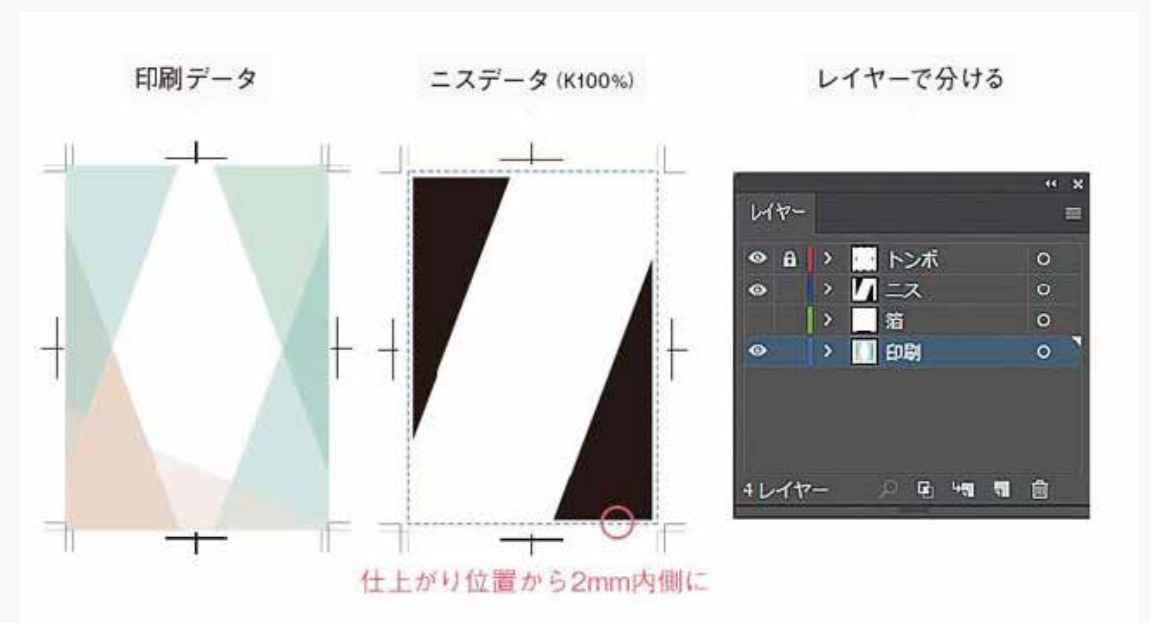 印刷データ
ニスデータ (K100%)
レイヤーで分ける
レイヤー
トンボ
ニス
箔
印刷
4レイヤー
仕上がり位置から2mm内側に